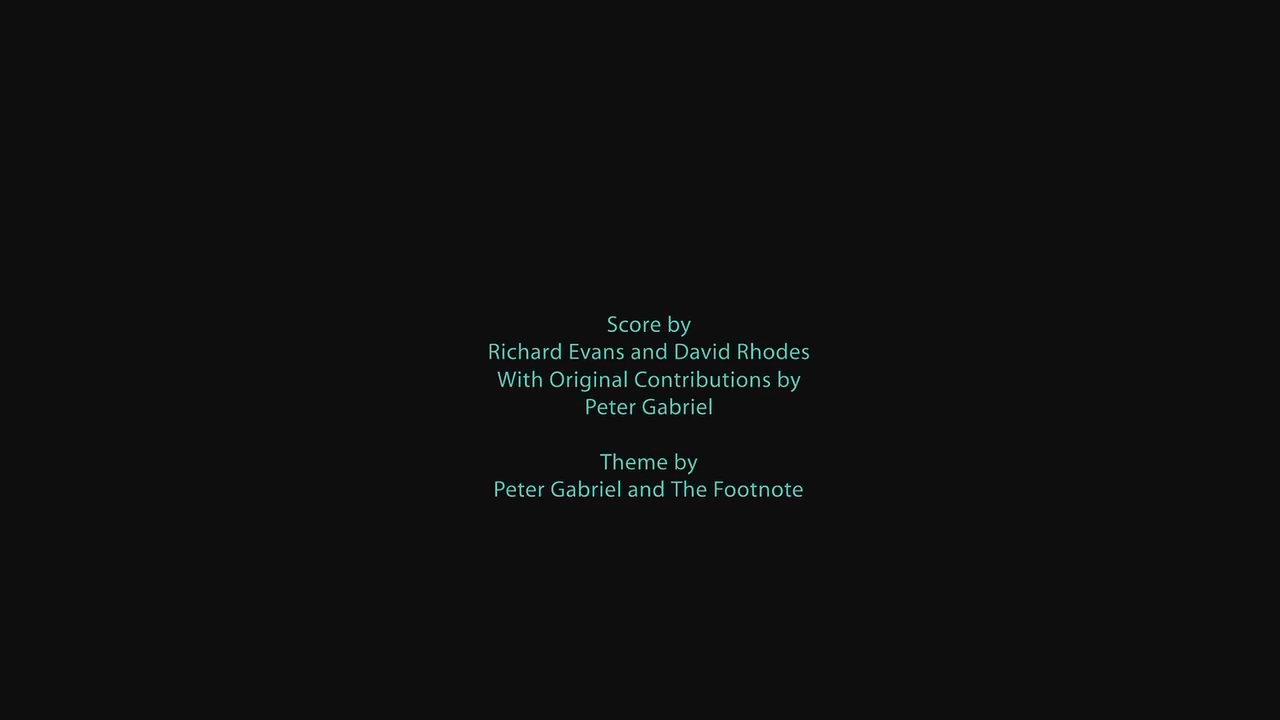 Score by
Richard Evans and David Rhodes
With Original Contributions by
Peter Gabriel
Theme by
Peter Gabriel and The Footnote